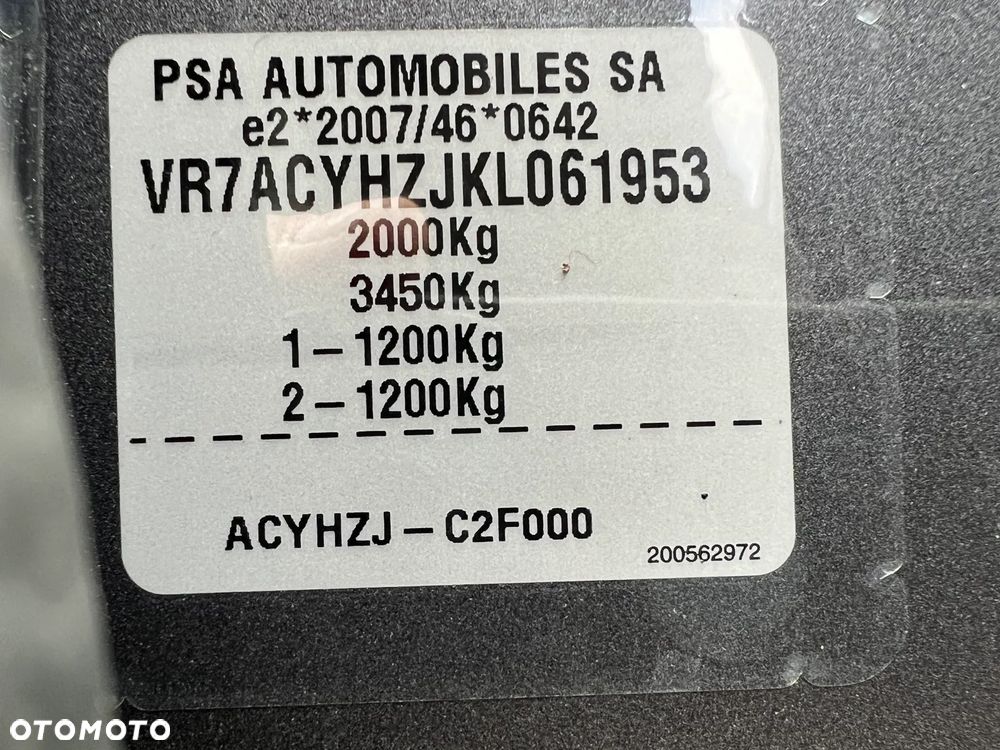 PSA AUTOMOBILES SA
e2*2007/46*0642
VR7ACYHZJKL061953
2000Kg
3450Kg
1-1200Kg
2-1200Kg
ACYHZJ-C2F000
200562972
OTOMOTO